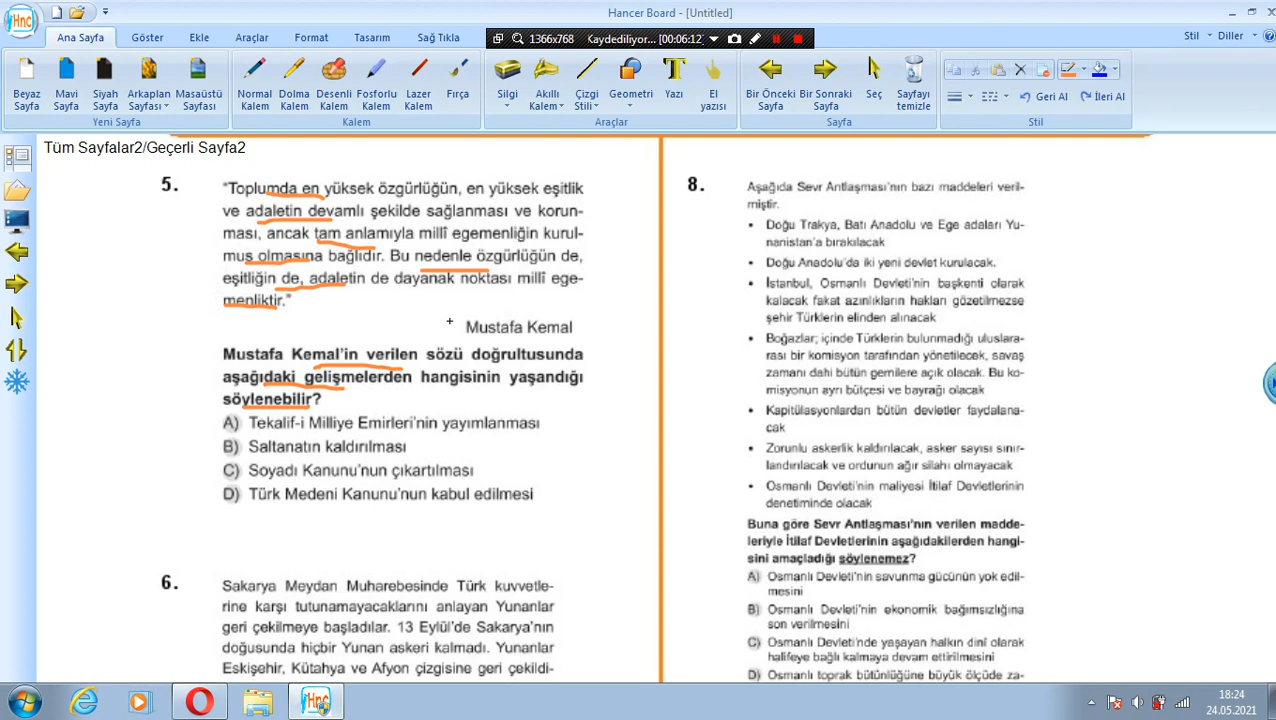 Hancer Board - [Untitled]
Hnc
Ana Sayfa Göster Ekle Araçlar Format Tasarım Sağ Tıkla
1366x768 Kaydediliyor... [00:06:12]
Stil Diller
Beyaz Sayfa
Mavi Sayfa
Siyah Sayfa
Arkaplan Sayfası
Masaüstü Sayfası
Normal Kalem
Dolma Kalem
Desenli Kalem
Fosforlu Kalem
Lazer Kalem
Fırça
Silgi
Akıllı Kalem
Çizgi Stili
Geometri
Yazı
El yazısı
Bir Önceki Sayfa
Bir Sonraki Sayfa
Seç
Sayfayı temizle
Geri Al
İleri Al
Yeni Sayfa Kalem Araçlar Sayfa Stil
Tüm Sayfalar2/Geçerli Sayfa2
5.
“Toplumda en yüksek özgürlüğün, en yüksek eşitlik
ve adaletin devamlı şekilde sağlanması ve korun-
ması, ancak tam anlamıyla millî egemenliğin kurul-
muş olmasına bağlıdır. Bu nedenle özgürlüğün de,
eşitliğin de, adaletin de dayanak noktası millî ege-
menliktir.”
Mustafa Kemal
Mustafa Kemal’in verilen sözü doğrultusunda
aşağıdaki gelişmelerden hangisinin yaşandığı
söylenebilir?
A) Tekalif-i Milliye Emirleri’nin yayımlanması
B) Saltanatın kaldırılması
C) Soyadı Kanunu’nun çıkartılması
D) Türk Medeni Kanunu’nun kabul edilmesi
6.
Sakarya Meydan Muharebesinde Türk kuvvetle-
rine karşı tutunamayacaklarını anlayan Yunanlar
geri çekilmeye başladılar. 13 Eylül’de Sakarya’nın
doğusunda hiçbir Yunan askeri kalmadı. Yunanlar
Eskişehir, Kütahya ve Afyon çizgisine geri çekildi-
8.
Aşağıda Sevr Antlaşması’nın bazı maddeleri veril-
miştir.
• Doğu Trakya, Batı Anadolu ve Ege adaları Yu-
nanistan’a bırakılacak
• Doğu Anadolu’da iki yeni devlet kurulacak.
• İstanbul, Osmanlı Devleti’nin başkenti olarak
kalacak fakat azınlıkların hakları gözetilmezse
şehir Türklerin elinden alınacak
• Boğazlar; içinde Türklerin bulunmadığı uluslara-
rası bir komisyon tarafından yönetilecek, savaş
zamanı dahi bütün gemilere açık olacak. Bu ko-
misyonun ayrı bütçesi ve bayrağı olacak
• Kapitülasyonlardan bütün devletler faydalana-
cak
• Zorunlu askerlik kaldırılacak, asker sayısı sınır-
landırılacak ve ordunun ağır silahı olmayacak
• Osmanlı Devleti’nin maliyesi İtilaf Devletlerinin
denetiminde olacak
Buna göre Sevr Antlaşması’nın verilen madde-
leriyle İtilaf Devletlerinin aşağıdakilerden hangi-
sini amaçladığı söylenemez?
A) Osmanlı Devleti’nin savunma gücünün yok edil-
mesini
B) Osmanlı Devleti’nin ekonomik bağımsızlığına
son verilmesini
C) Osmanlı Devleti’nde yaşayan halkın dinî olarak
halifeye bağlı kalmaya devam ettirilmesini
D) Osmanlı toprak bütünlüğüne büyük ölçüde za-
18:24
24.05.2021